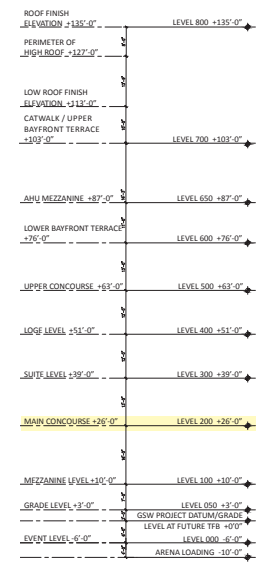 ROOF FINISH
ELEVATION +135'-0" LEVEL 800 +135'-0"
PERIMETER OF
HIGH ROOF +127'-0"
LOW ROOF FINISH
ELEVATION +113'-0"
CATWALK / UPPER
BAYFRONT TERRACE
+103'-0" LEVEL 700 +103'-0"
AHU MEZZANINE +87'-0" LEVEL 650 +87'-0"
LOWER BAYFRONT TERRACE
+76'-0" LEVEL 600 +76'-0"
UPPER CONCOURSE +63'-0" LEVEL 500 +63'-0"
LOGE LEVEL +51'-0" LEVEL 400 +51'-0"
SUITE LEVEL +39'-0" LEVEL 300 +39'-0"
MAIN CONCOURSE +26'-0" LEVEL 200 +26'-0"
MEZZANINE LEVEL +10'-0" LEVEL 100 +10'-0"
GRADE LEVEL +3'-0" LEVEL 050 +3'-0"
GSW PROJECT DATUM/GRADE
LEVEL AT FUTURE TFB +0'0"
EVENT LEVEL -6'-0" LEVEL 000 -6'-0"
ARENA LOADING -10'-0"